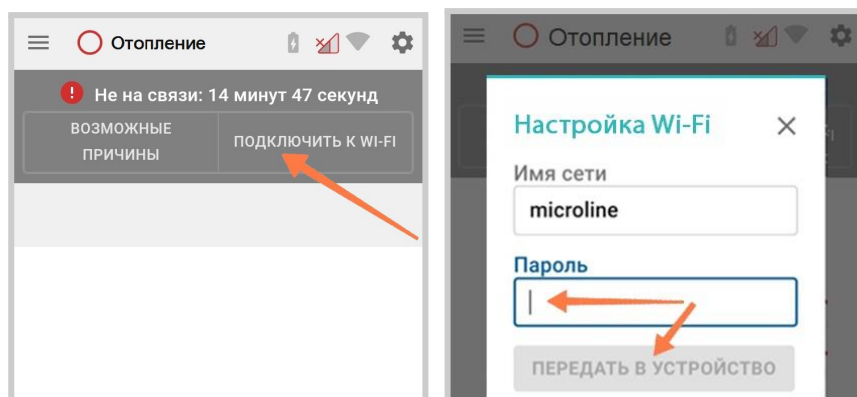 Отопление
Не на связи: 14 минут 47 секунд
ВОЗМОЖНЫЕ
ПРИЧИНЫ
ПОДКЛЮЧИТЬ К WI-FI
Отопление
Настройка Wi-Fi
Имя сети
microline
Пароль
ПЕРЕДАТЬ В УСТРОЙСТВО